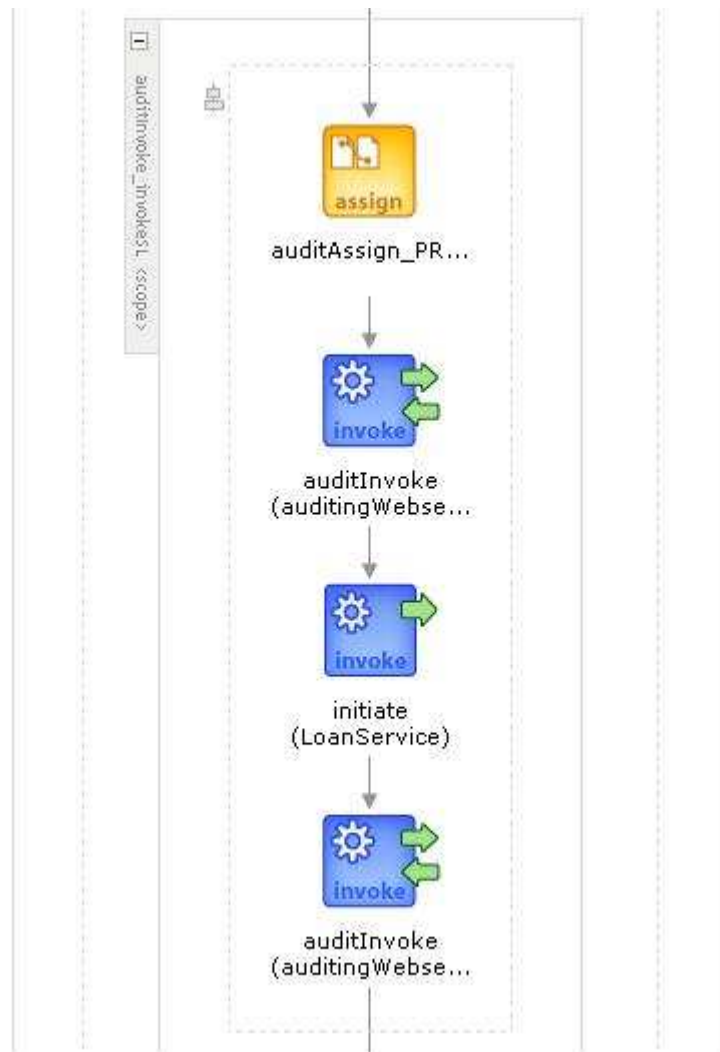 auditInvoke_invokeSL <scope>
assign
auditAssign_PR...
invoke
auditInvoke
(auditingWebse...
invoke
initiate
(LoanService)
invoke
auditInvoke
(auditingWebse...